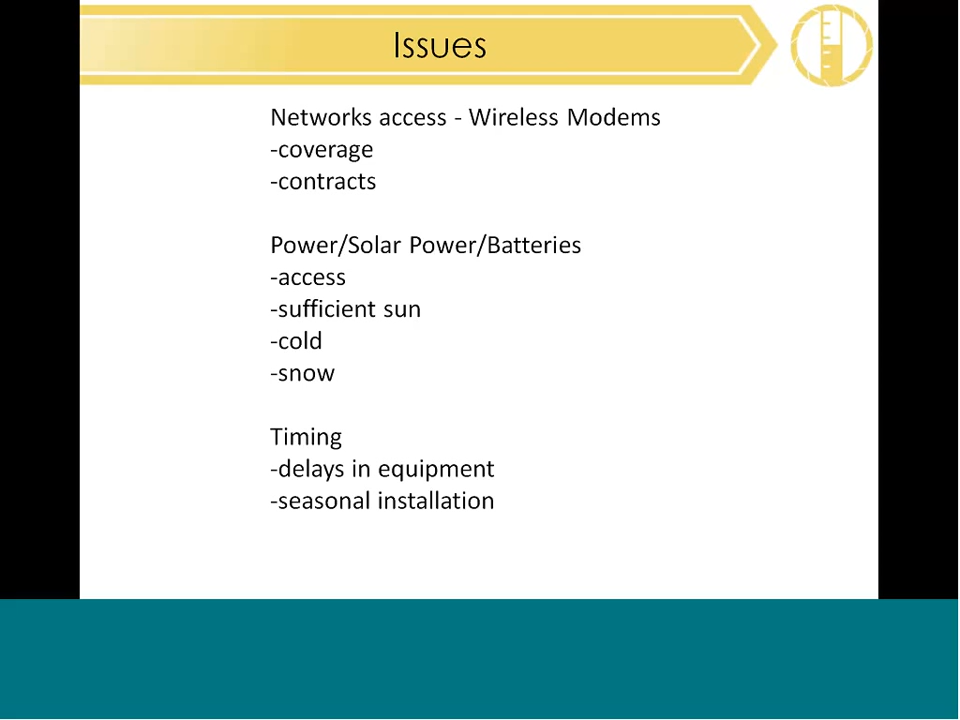 Issues
Networks access - Wireless Modems
-coverage
-contracts
Power/Solar Power/Batteries
-access
-sufficient sun
-cold
-snow
Timing
-delays in equipment
-seasonal installation